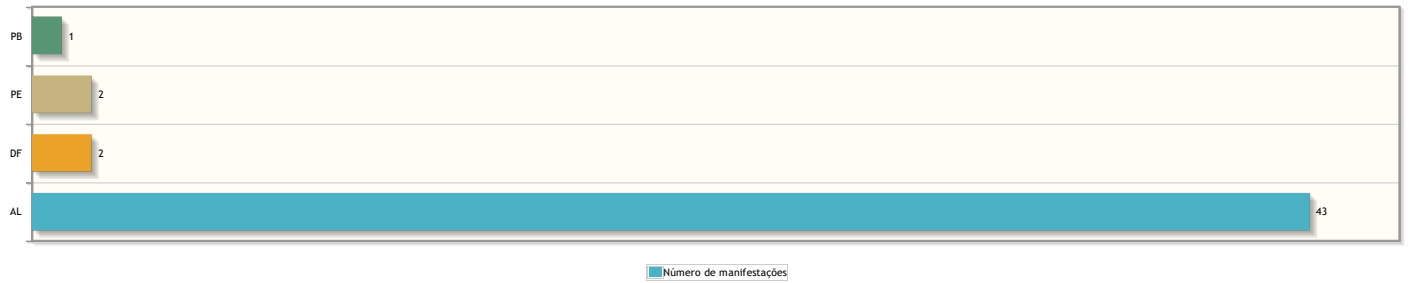 PB 1
PE 2
DF 2
AL 43
Número de manifestações